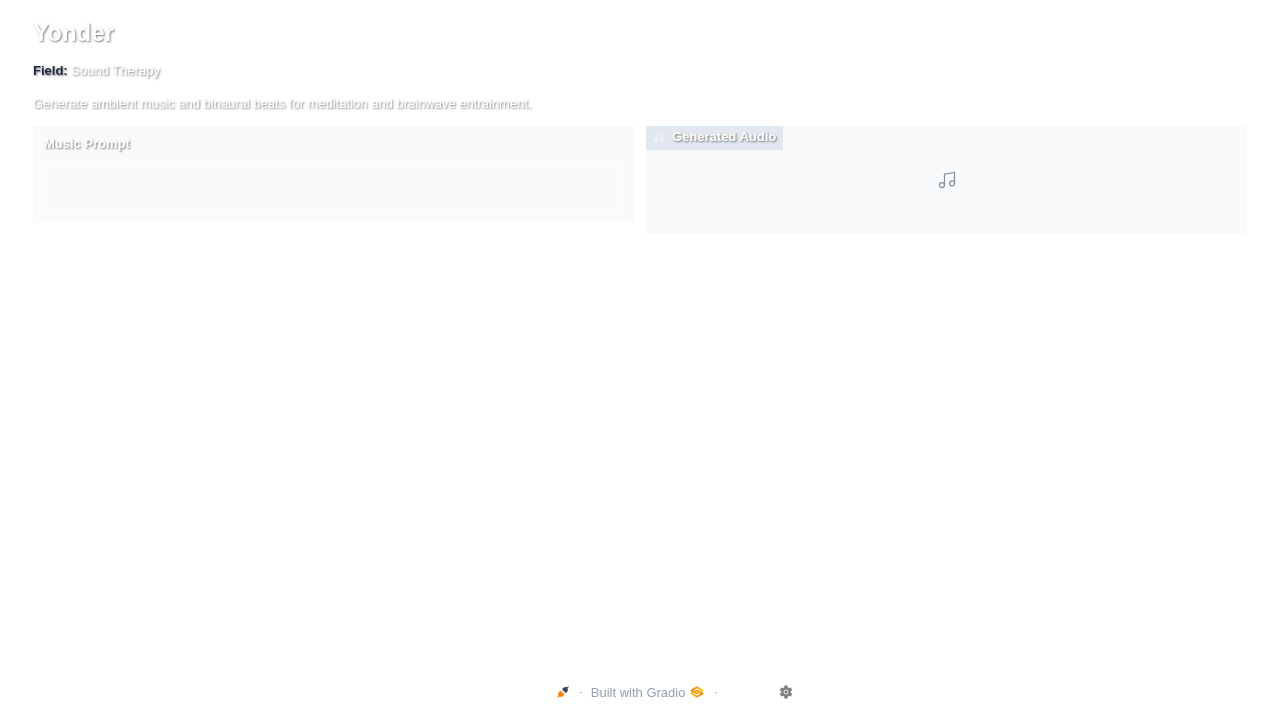 Yonder
Field: Sound Therapy
Generate ambient music and binaural beats for meditation and brainwave entrainment.
Music Prompt
Generated Audio
· Built with Gradio ·